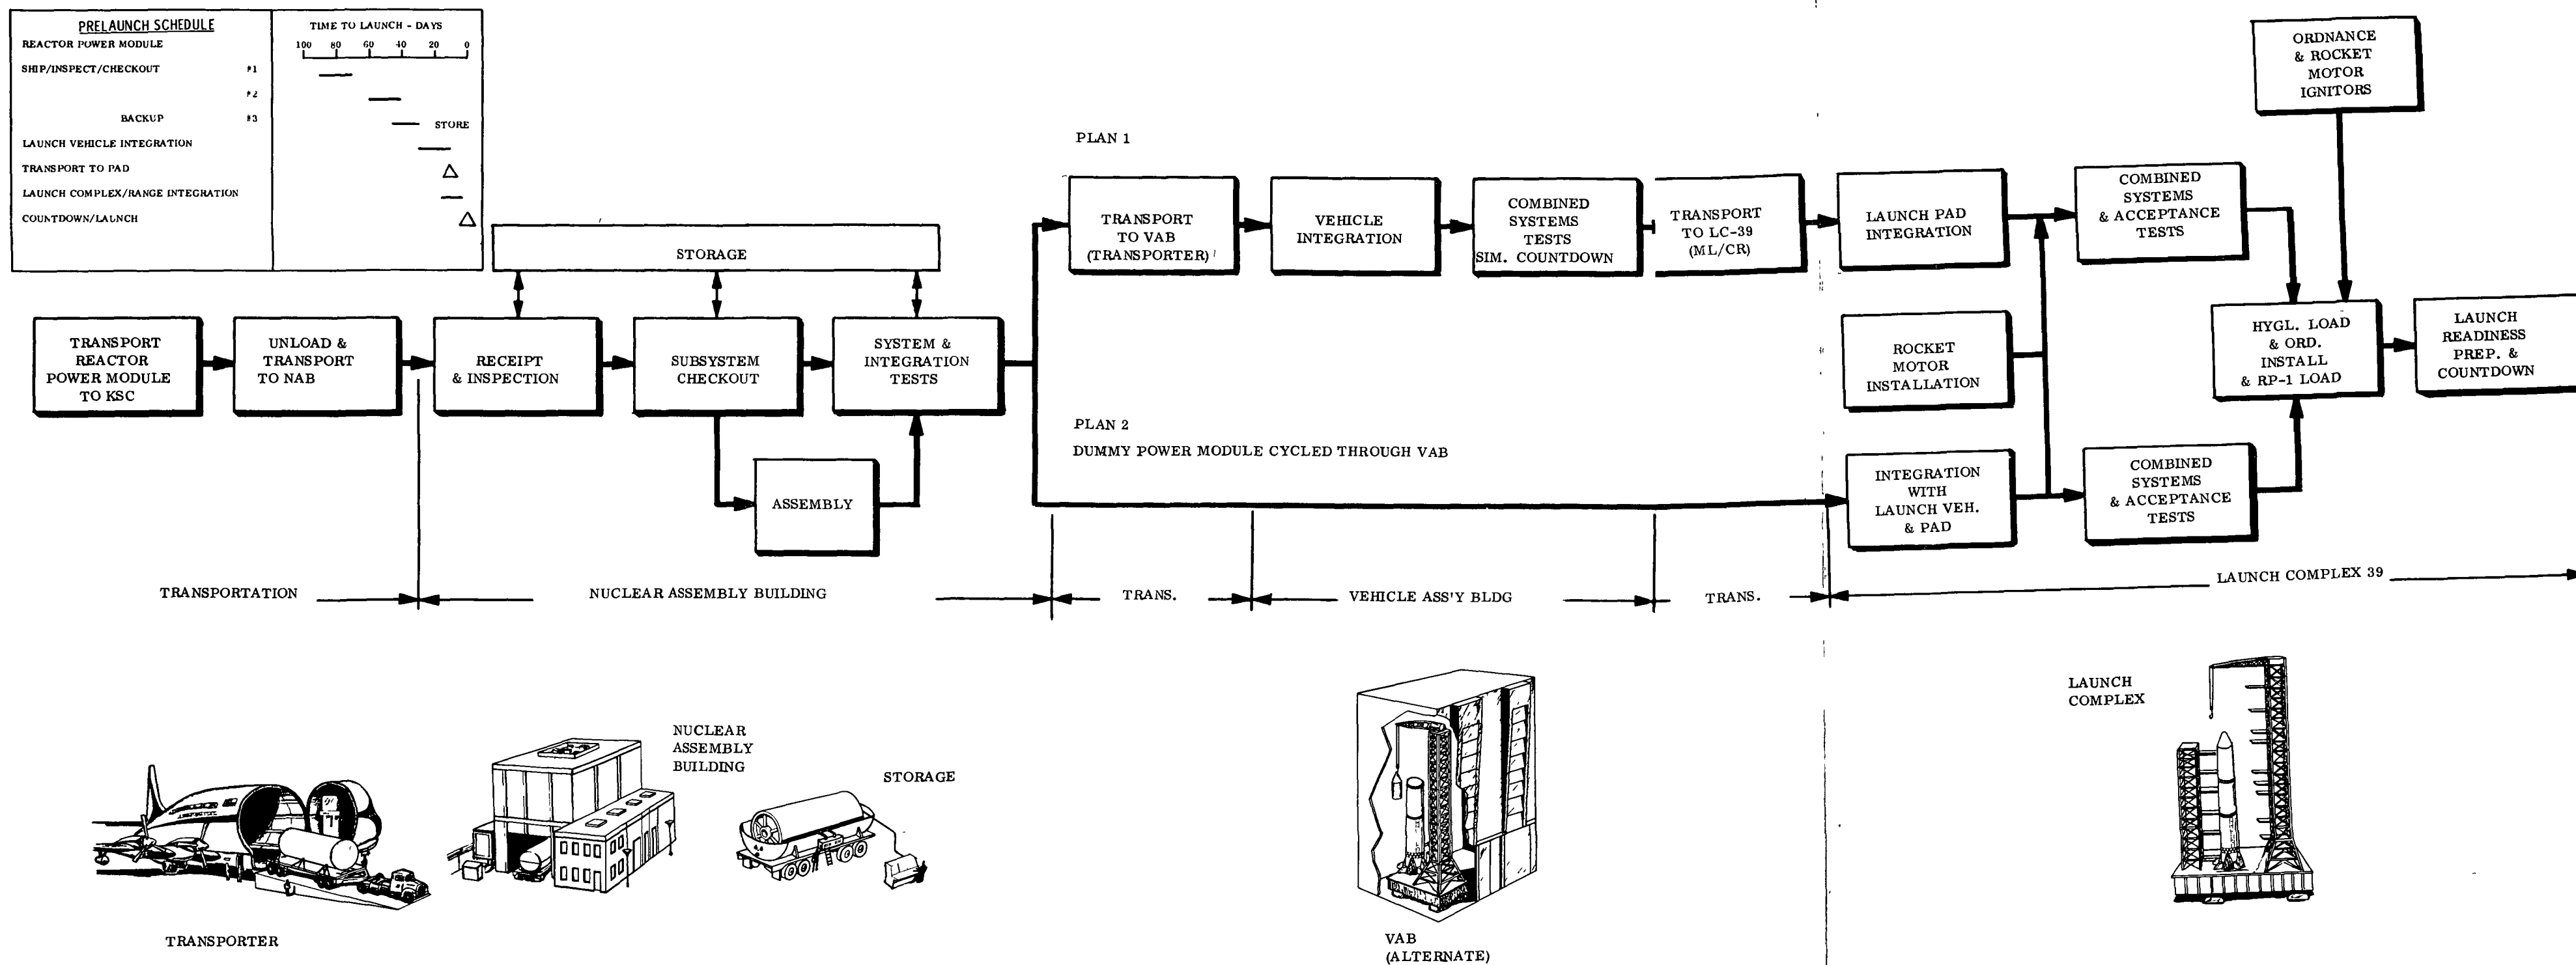 PRELAUNCH SCHEDULE
TIME TO LAUNCH - DAYS
REACTOR POWER MODULE
100 80 60 40 20 0
SHIP/INSPECT/CHECKOUT #1
#2
BACKUP #3 STORE
LAUNCH VEHICLE INTEGRATION
TRANSPORT TO PAD
LAUNCH COMPLEX/RANGE INTEGRATION
COUNTDOWN/LAUNCH
STORAGE
TRANSPORT
REACTOR
POWER MODULE
TO KSC
UNLOAD &
TRANSPORT
TO NAB
RECEIPT
& INSPECTION
SUBSYSTEM
CHECKOUT
SYSTEM &
INTEGRATION
TESTS
ASSEMBLY
PLAN 1
TRANSPORT
TO VAB
(TRANSPORTER)
VEHICLE
INTEGRATION
COMBINED
SYSTEMS
TESTS
SIM. COUNTDOWN
TRANSPORT
TO LC-39
(ML/CR)
LAUNCH PAD
INTEGRATION
COMBINED
SYSTEMS
& ACCEPTANCE
TESTS
ORDNANCE
& ROCKET
MOTOR
IGNITORS
ROCKET
MOTOR
INSTALLATION
HYGL. LOAD
& ORD.
INSTALL
& RP-1 LOAD
LAUNCH
READINESS
PREP. &
COUNTDOWN
PLAN 2
DUMMY POWER MODULE CYCLED THROUGH VAB
INTEGRATION
WITH
LAUNCH VEH.
& PAD
COMBINED
SYSTEMS
& ACCEPTANCE
TESTS
TRANSPORTATION
NUCLEAR ASSEMBLY BUILDING
TRANS.
VEHICLE ASS'Y BLDG
TRANS.
LAUNCH COMPLEX 39
TRANSPORTER
NUCLEAR
ASSEMBLY
BUILDING
STORAGE
VAB
(ALTERNATE)
LAUNCH
COMPLEX